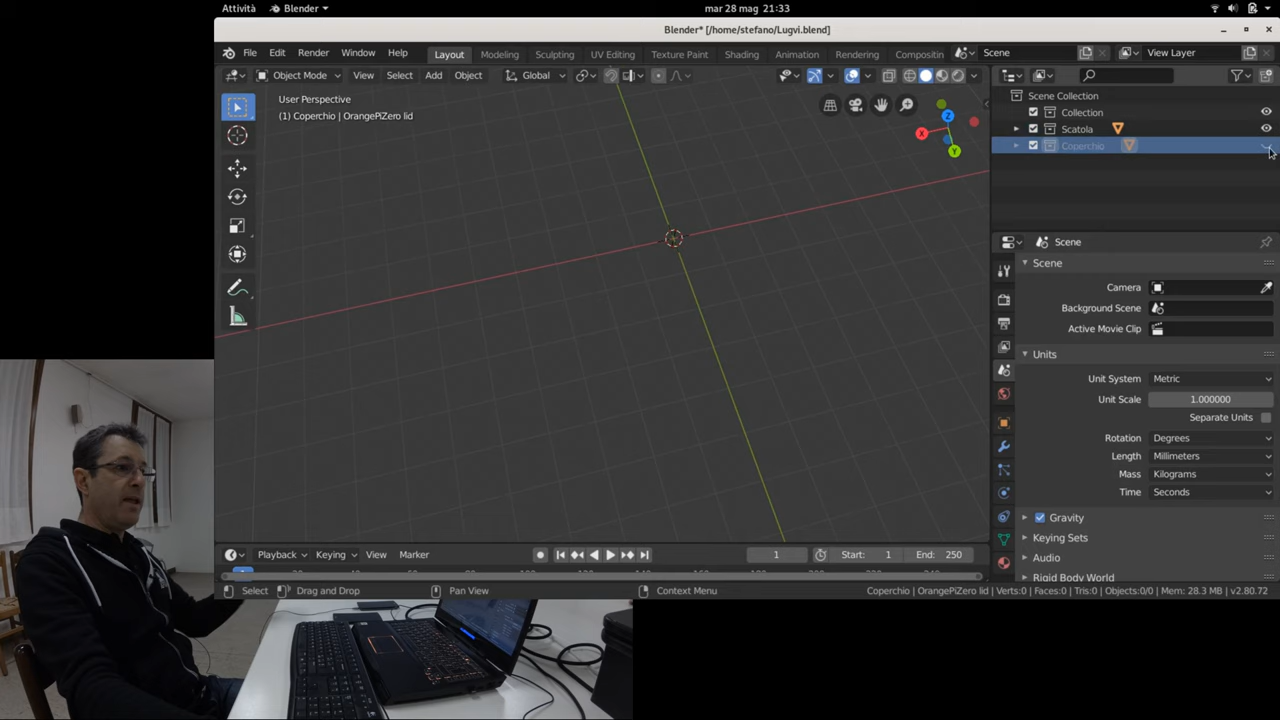 Attività Blender mar 28 mag 21:33
Blender* [/home/stefano/Lugvi.blend]
File Edit Render Window Help Layout Modeling Sculpting UV Editing Texture Paint Shading Animation Rendering Compositin Scene View Layer
Object Mode View Select Add Object Global
User Perspective
(1) Coperchio | OrangePiZero lid
X Y Z
Scene Collection
Collection
Scatola
Coperchio
Scene
Scene
Camera
Background Scene
Active Movie Clip
Units
Unit System Metric
Unit Scale 1.000000
Separate Units
Rotation Degrees
Length Millimeters
Mass Kilograms
Time Seconds
Gravity
Keying Sets
Audio
Rigid Body World
Playback Keying View Marker 1 Start: 1 End: 250
Select Drag and Drop Pan View Context Menu Coperchio | OrangePiZero lid | Verts:0 | Faces:0 | Tris:0 | Objects:0/0 | Mem: 28.3 MB | v2.80.72